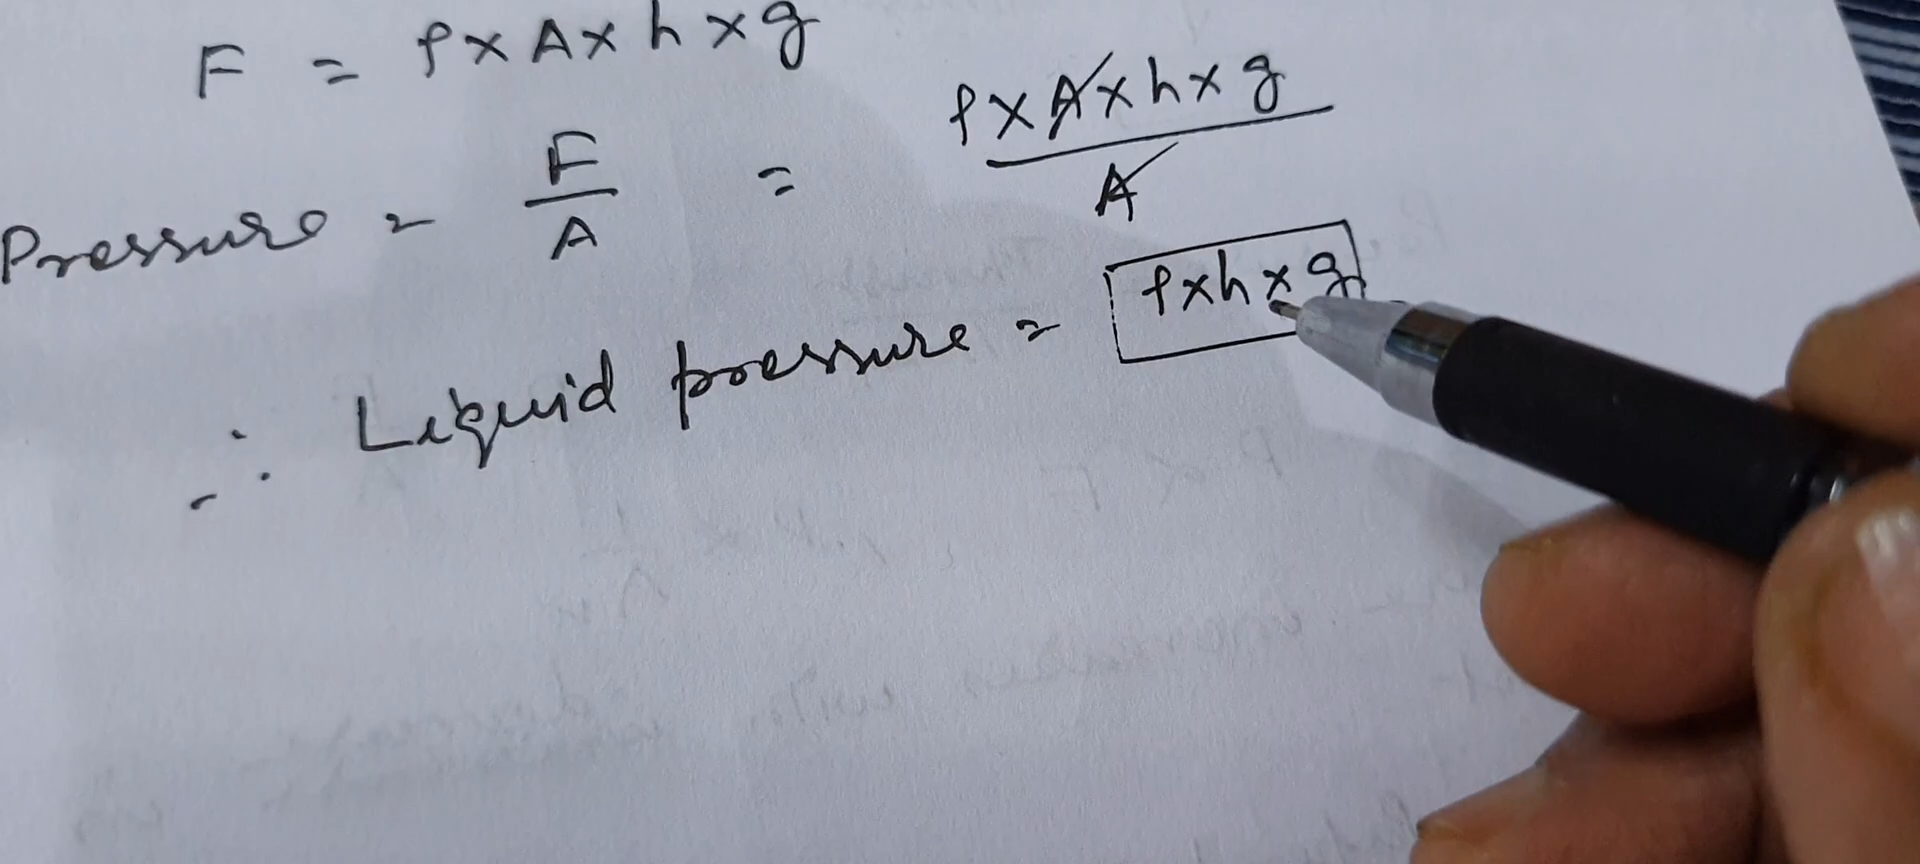 F = ρ × A × h × g
Pressure = F/A = ρ × A × h × g / A
∴ Liquid pressure = ρ × h × g